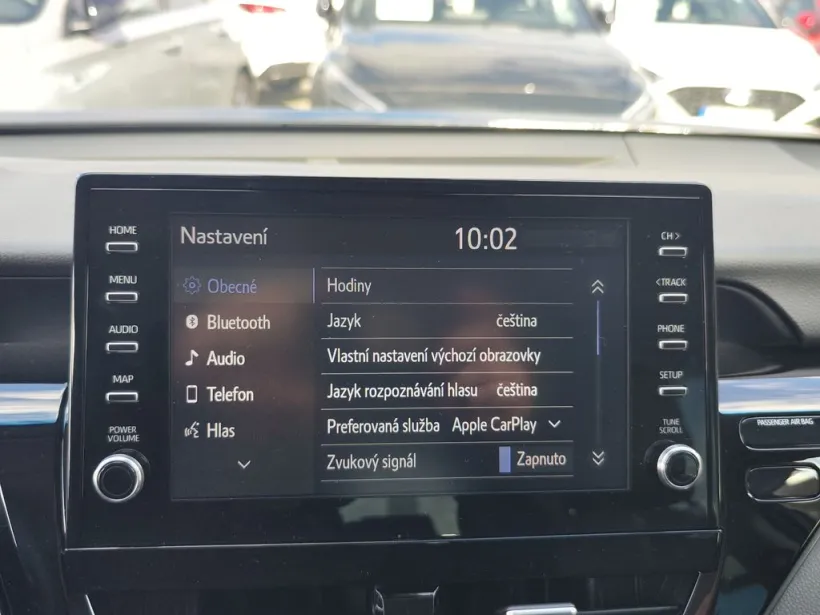 HOME
MENU
AUDIO
MAP
POWER
VOLUME
Nastavení 10:02
Obecné
Bluetooth
Audio
Telefon
Hlas
Hodiny
Jazyk čeština
Vlastní nastavení výchozí obrazovky
Jazyk rozpoznávání hlasu čeština
Preferovaná služba Apple CarPlay
Zvukový signál Zapnuto
CH>
<TRACK
PHONE
SETUP
TUNE
SCROLL
PASSENGER AIR BAG